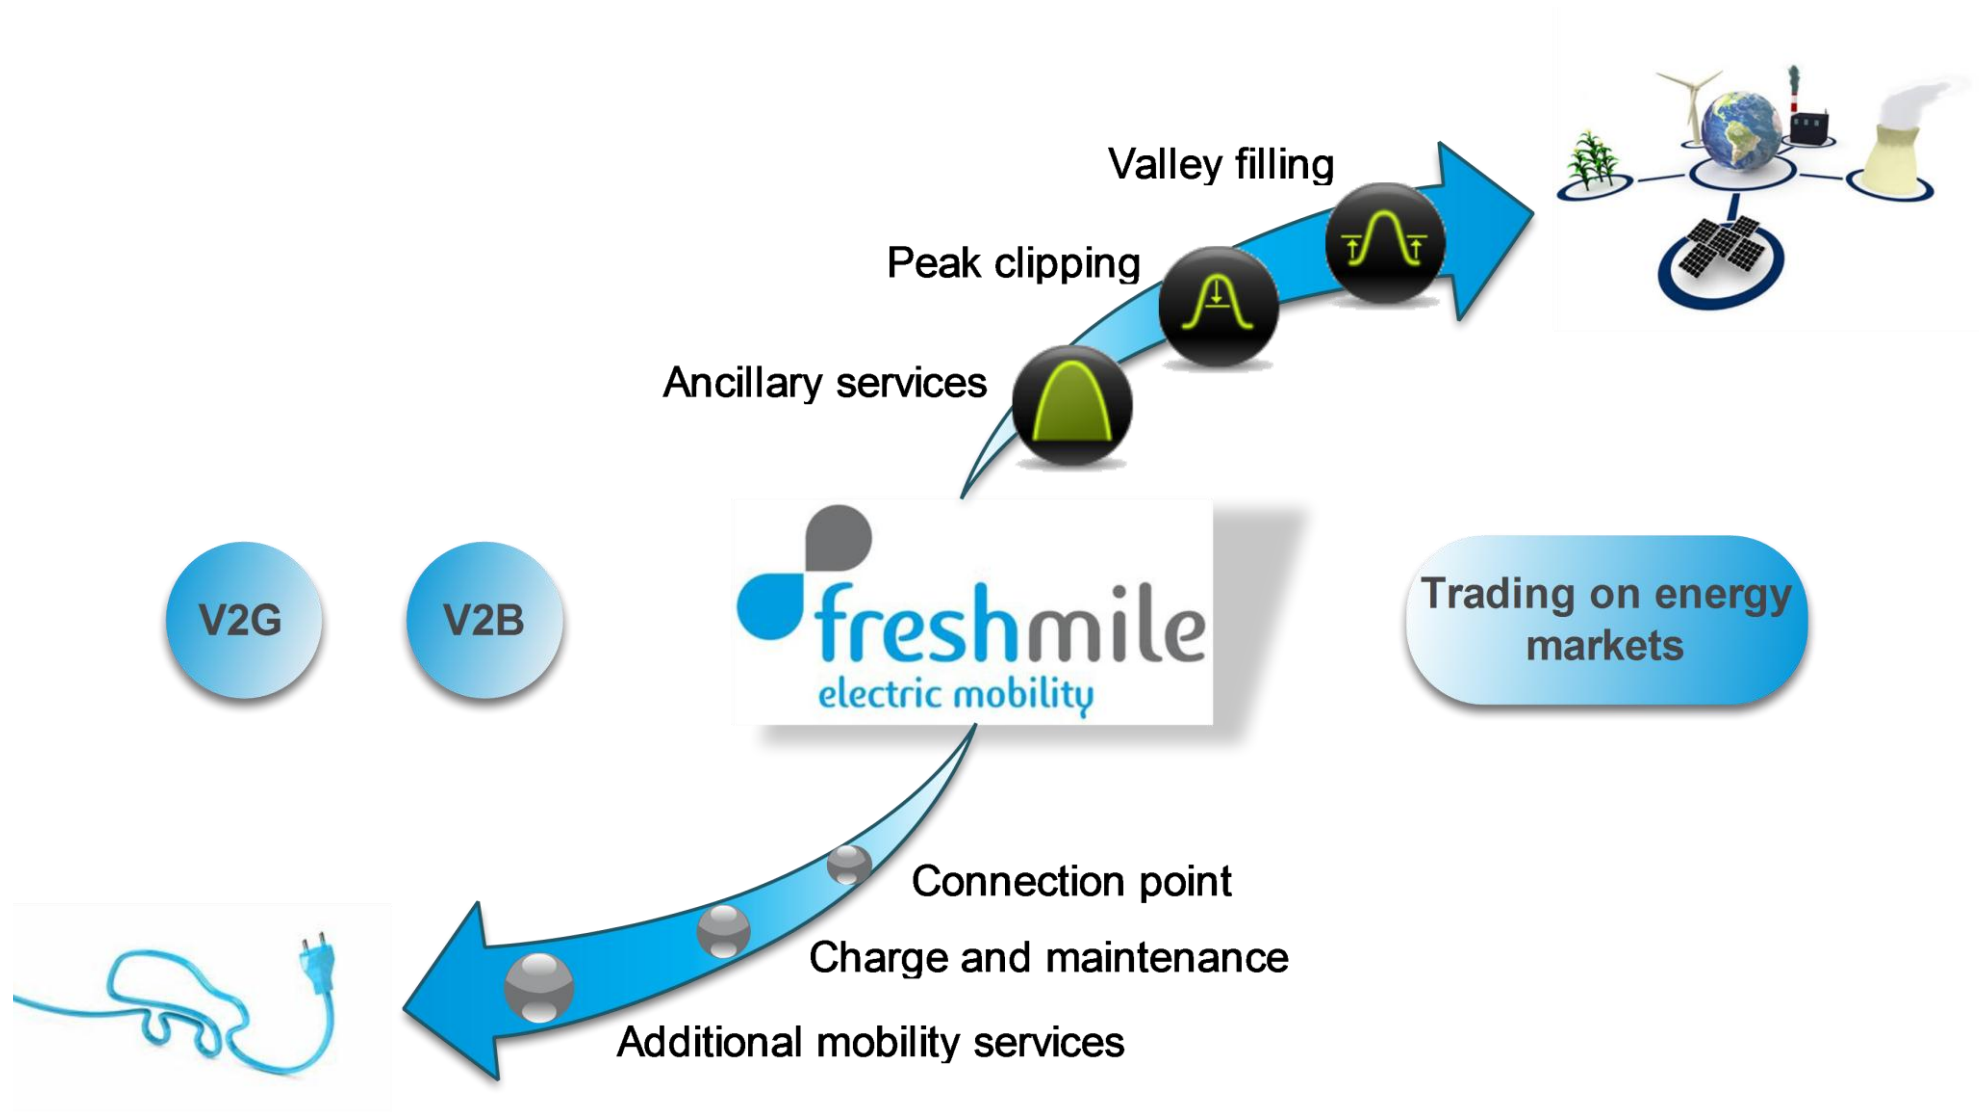 Valley filling
Peak clipping
Ancillary services
V2G
V2B
freshmile
electric mobility
Trading on energy
markets
Connection point
Charge and maintenance
Additional mobility services